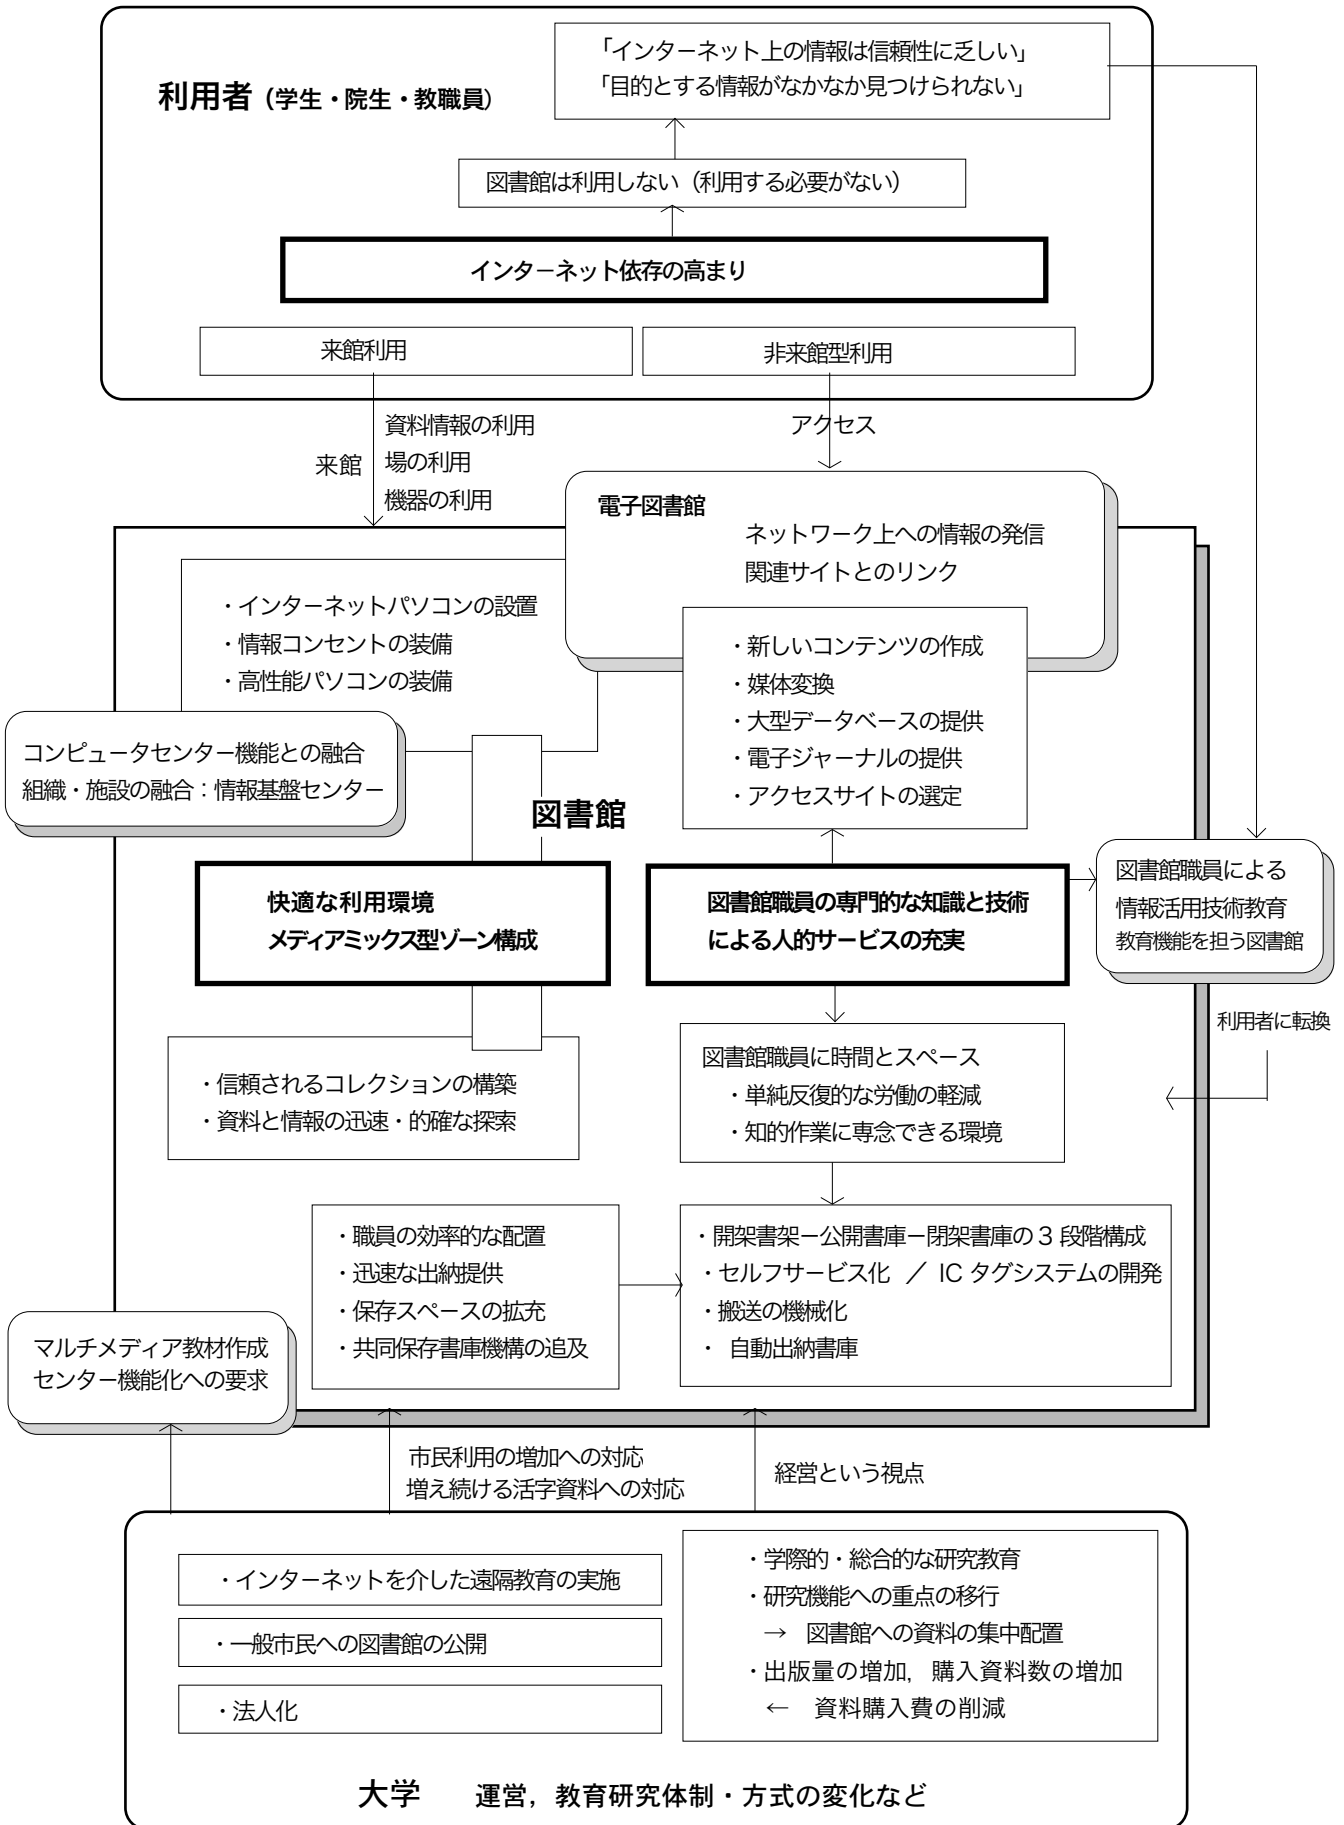 「インターネット上の情報は信頼性に乏しい」
「目的とする情報がなかなか見つけられない」
利用者（学生・院生・教職員）
図書館は利用しない（利用する必要がない）
インターネット依存の高まり
来館利用
非来館型利用
来館
資料情報の利用
場の利用
機器の利用
アクセス
電子図書館
ネットワーク上への情報の発信
関連サイトとのリンク
・インターネットパソコンの設置
・情報コンセントの装備
・高性能パソコンの装備
・新しいコンテンツの作成
・媒体変換
・大型データベースの提供
・電子ジャーナルの提供
・アクセスサイトの選定
コンピュータセンター機能との融合
組織・施設の融合：情報基盤センター
図書館
快適な利用環境
メディアミックス型ゾーン構成
図書館職員の専門的な知識と技術
による人的サービスの充実
図書館職員による
情報活用技術教育
教育機能を担う図書館
利用者に転換
・信頼されるコレクションの構築
・資料と情報の迅速・的確な探索
図書館職員に時間とスペース
・単純反復的な労働の軽減
・知的作業に専念できる環境
・職員の効率的な配置
・迅速な出納提供
・保存スペースの拡充
・共同保存書庫機構の追及
・開架書架－公開書庫－閉架書庫の３段階構成
・セルフサービス化 ／ IC タグシステムの開発
・搬送の機械化
・ 自動出納書庫
マルチメディア教材作成
センター機能化への要求
市民利用の増加への対応
増え続ける活字資料への対応
経営という視点
・インターネットを介した遠隔教育の実施
・一般市民への図書館の公開
・法人化
・学際的・総合的な研究教育
・研究機能への重点の移行
→ 図書館への資料の集中配置
・出版量の増加，購入資料数の増加
← 資料購入費の削減
大学 運営，教育研究体制・方式の変化など